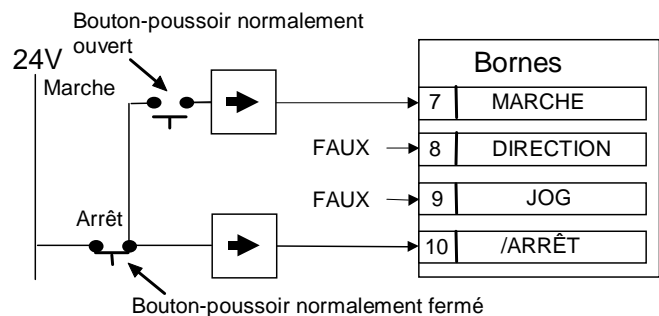 Bouton-poussoir normalement
ouvert
24V
Marche
Bornes
7 MARCHE
FAUX 8 DIRECTION
FAUX 9 JOG
Arrêt
10 /ARRÊT
Bouton-poussoir normalement fermé